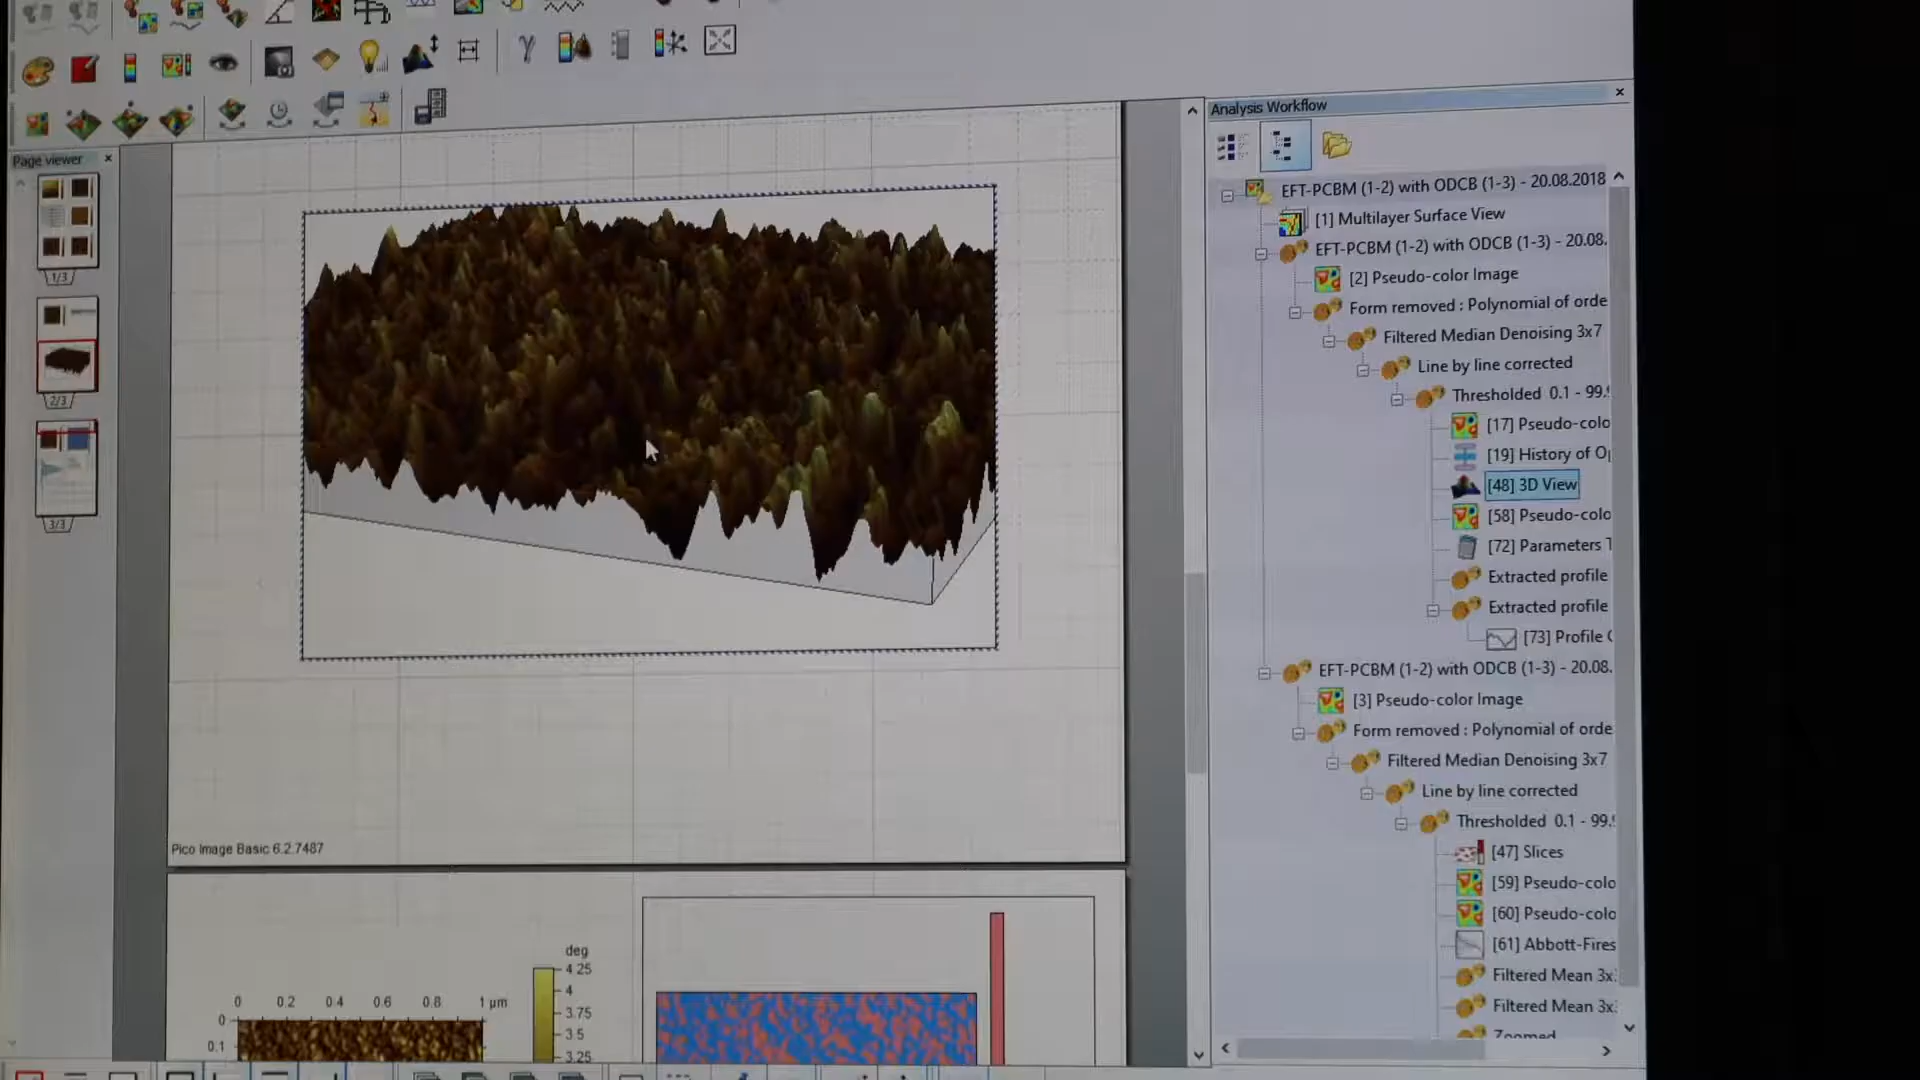 Page viewer
1/3
2/3
3/3
Pico Image Basic 6.2.7487
0 0.2 0.4 0.6 0.8 1 µm
0
0.1
deg
4.25
4
3.75
3.5
3.25
Analysis Workflow
EFT-PCBM (1-2) with ODCB (1-3) - 20.08.2018
[1] Multilayer Surface View
EFT-PCBM (1-2) with ODCB (1-3) - 20.08.
[2] Pseudo-color Image
Form removed : Polynomial of orde
Filtered Median Denoising 3x7
Line by line corrected
Thresholded 0.1 - 99.
[17] Pseudo-colo
[19] History of O
[48] 3D View
[58] Pseudo-colo
[72] Parameters T
Extracted profile
Extracted profile
[73] Profile C
EFT-PCBM (1-2) with ODCB (1-3) - 20.08.
[3] Pseudo-color Image
Form removed : Polynomial of orde
Filtered Median Denoising 3x7
Line by line corrected
Thresholded 0.1 - 99.
[47] Slices
[59] Pseudo-colo
[60] Pseudo-colo
[61] Abbott-Fires
Filtered Mean 3x
Filtered Mean 3x
Zoomed